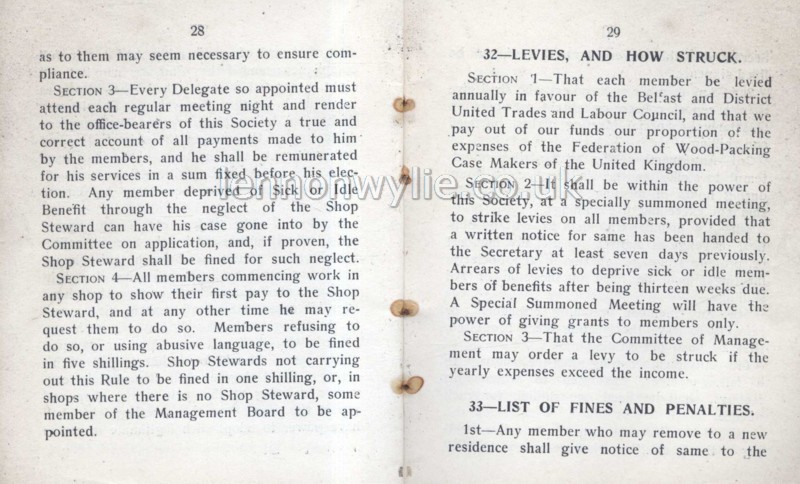 28
as to them may seem necessary to ensure com-
pliance.
SECTION 3—Every Delegate so appointed must
attend each regular meeting night and render
to the office-bearers of this Society a true and
correct account of all payments made to him
by the members, and he shall be remunerated
for his services in a sum fixed before his elec-
tion. Any member deprived of Sick or Idle
Benefit through the neglect of the Shop
Steward can have his case gone into by the
Committee on application, and, if proven, the
Shop Steward shall be fined for such neglect.
SECTION 4—All members commencing work in
any shop to show their first pay to the Shop
Steward, and at any other time he may re-
quest them to do so. Members refusing to
do so, or using abusive language, to be fined
in five shillings. Shop Stewards not carrying
out this Rule to be fined in one shilling, or, in
shops where there is no Shop Steward, some
member of the Management Board to be ap-
pointed.
29
32—LEVIES, AND HOW STRUCK.
SECTION 1—That each member be levied
annually in favour of the Belfast and District
United Trades and Labour Council, and that we
pay out of our funds our proportion of the
expenses of the Federation of Wood-Packing
Case Makers of the United Kingdom.
SECTION 2—It shall be within the power of
this Society, at a specially summoned meeting,
to strike levies on all members, provided that
a written notice for same has been handed to
the Secretary at least seven days previously.
Arrears of levies to deprive sick or idle mem-
bers of benefits after being thirteen weeks due.
A Special Summoned Meeting will have the
power of giving grants to members only.
SECTION 3—That the Committee of Manage-
ment may order a levy to be struck if the
yearly expenses exceed the income.
33—LIST OF FINES AND PENALTIES.
1st—Any member who may remove to a new
residence shall give notice of same to the
lennonwylie.co.uk